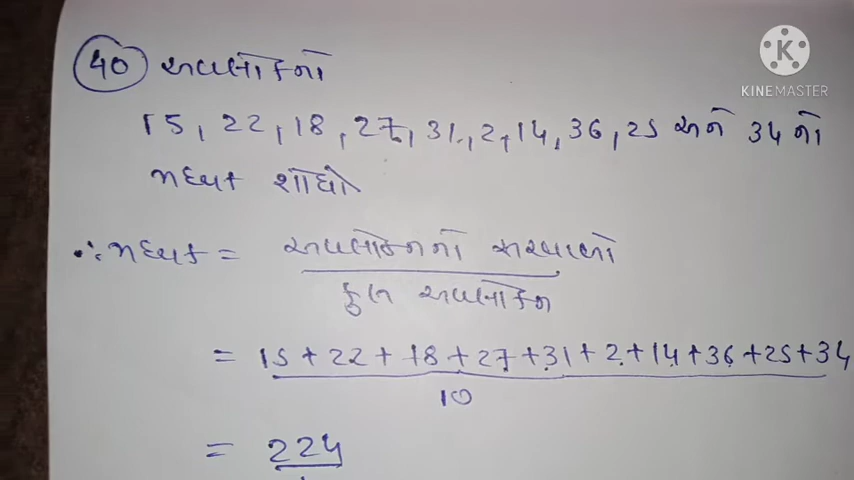 40 અવલોકનો
KINEMASTER
15, 22, 18, 27, 31, 2, 14, 36, 25 અને 34 નો
મધ્યક શોધો
∴ મધ્યક = અવલોકનનો સરવાળો
કુલ અવલોકન
= 15 + 22 + 18 + 27 + 31 + 2 + 14 + 36 + 25 + 34
10
= 224